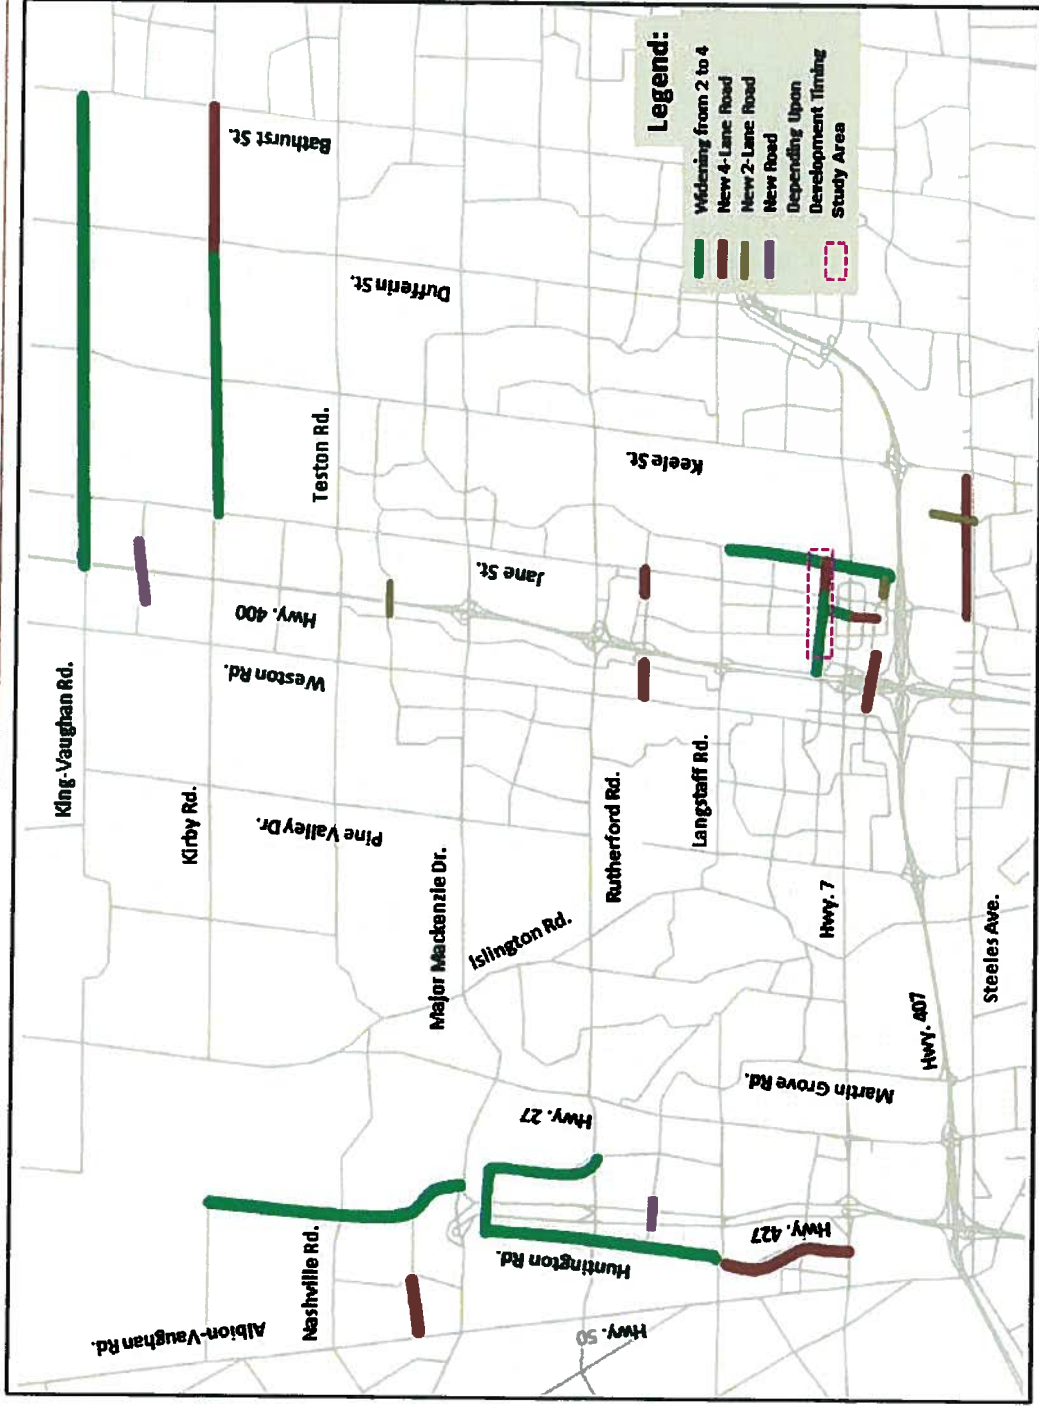 King-Vaughan Rd.
Kirby Rd.
Teston Rd.
Major Mackenzie Dr.
Nashville Rd.
Rutherford Rd.
Langstaff Rd.
Hwy. 7
Hwy. 407
Steeles Ave.
Albion-Vaughan Rd.
Hwy. 50
Huntington Rd.
Hwy. 427
Hwy. 27
Martin Grove Rd.
Islington Rd.
Pine Valley Dr.
Weston Rd.
Hwy. 400
Jane St.
Keele St.
Dufferin St.
Bathurst St.
Legend:
Widening from 2 to 4
New 4-Lane Road
New 2-Lane Road
New Road
Depending Upon
Development Timing
Study Area